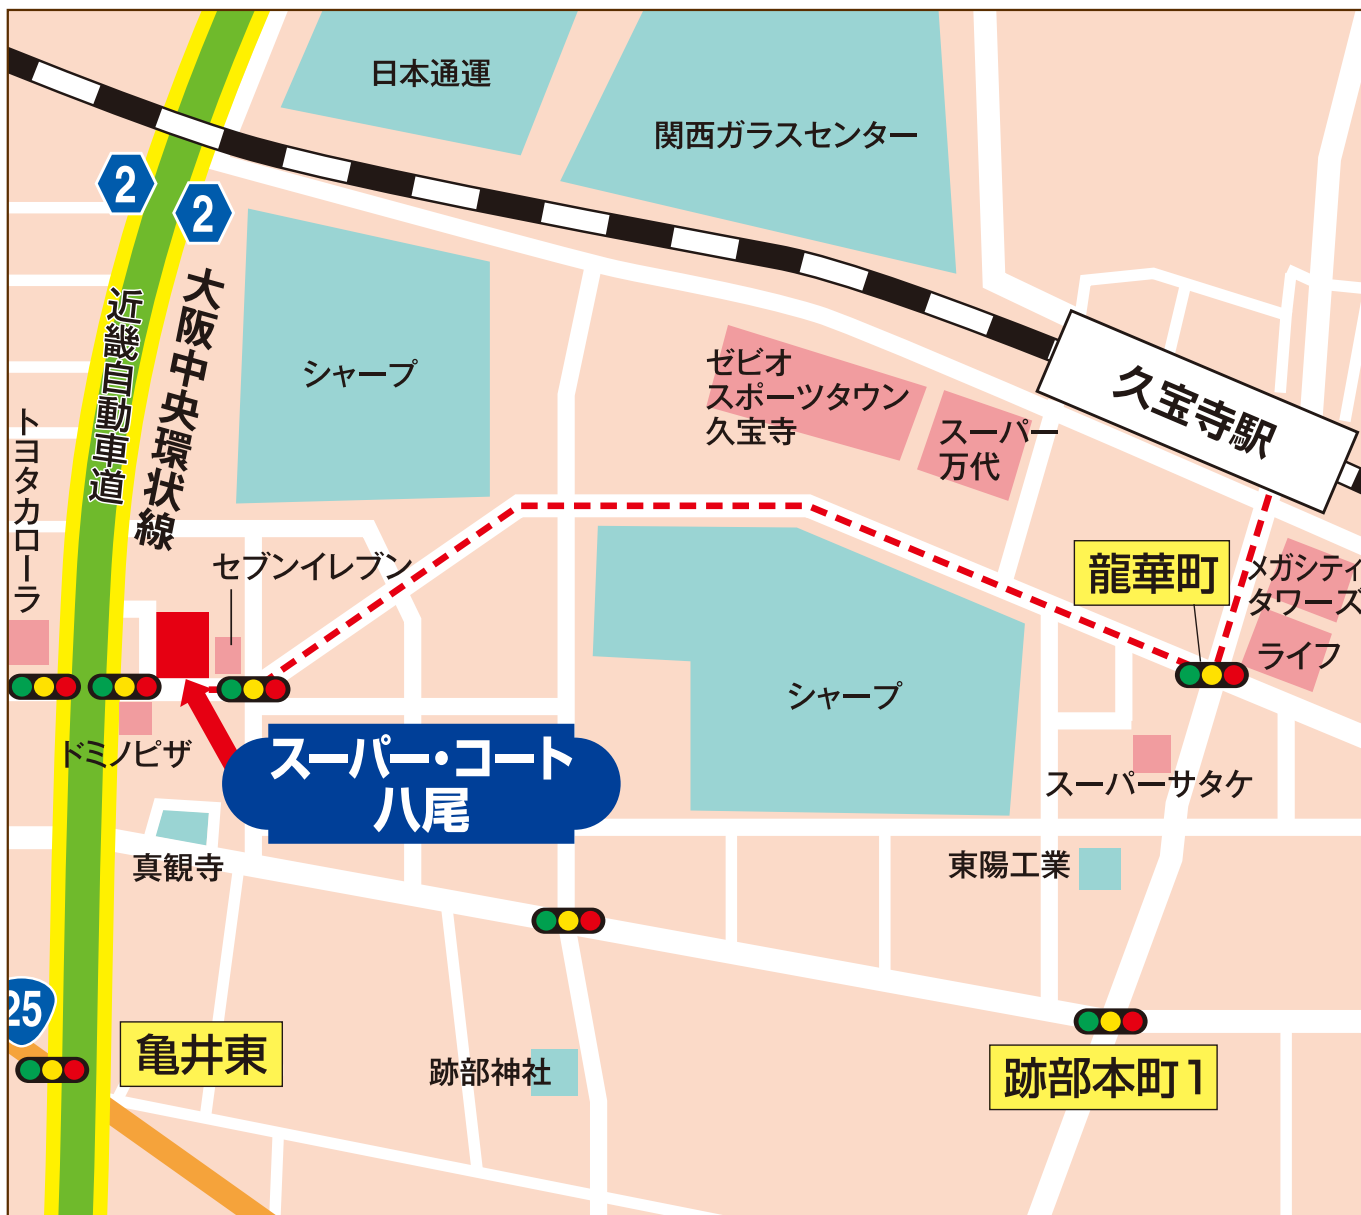 日本通運
関西ガラスセンター
2
2
大阪中央環状線
近畿自動車道
シャープ
ゼビオ
スポーツタウン
久宝寺
スーパー
万代
久宝寺駅
トヨタカローラ
セブンイレブン
龍華町
メガシティ
タワーズ
ライフ
シャープ
ドミノピザ
スーパー・コート
八尾
スーパーサタケ
真観寺
東陽工業
25
亀井東
跡部神社
跡部本町1